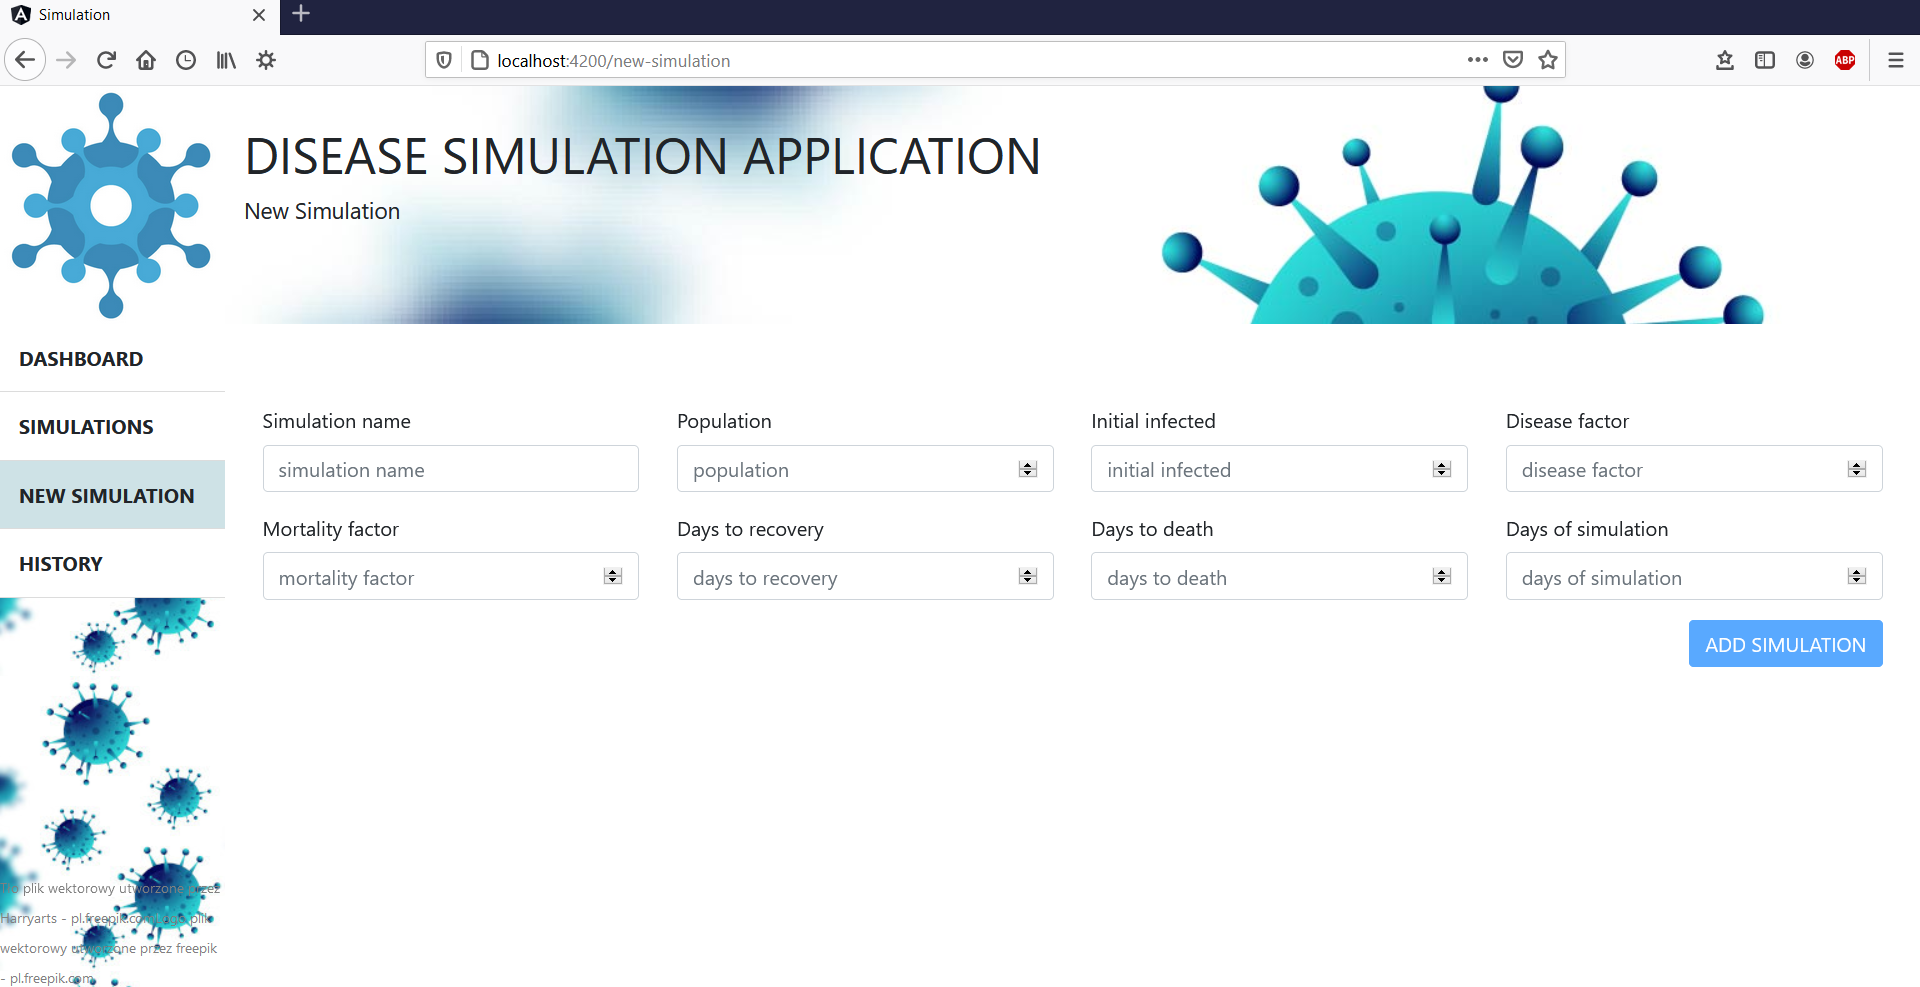 Simulation
localhost:4200/new-simulation
ABP
DISEASE SIMULATION APPLICATION
New Simulation
DASHBOARD
SIMULATIONS
NEW SIMULATION
HISTORY
Simulation name Population Initial infected Disease factor
simulation name population initial infected disease factor
Mortality factor Days to recovery Days to death Days of simulation
mortality factor days to recovery days to death days of simulation
ADD SIMULATION
plik wektorowy utworzone przez
Harryarts - pl.freepik.com plik
wektorowy utworzone przez freepik
- pl.freepik.com